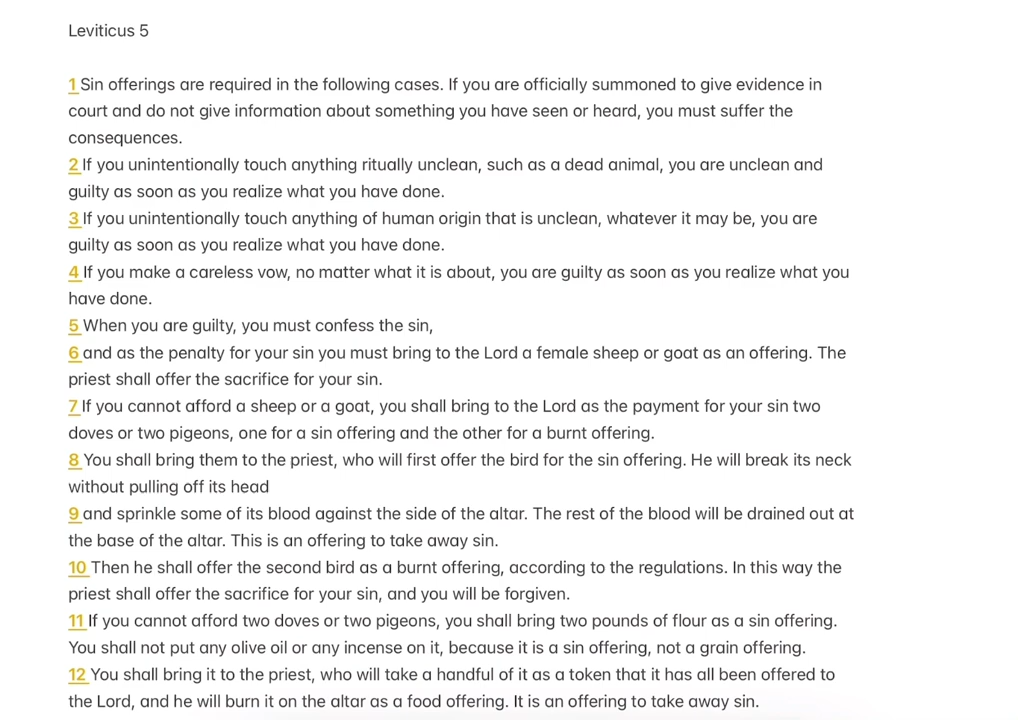 Leviticus 5
1 Sin offerings are required in the following cases. If you are officially summoned to give evidence in
court and do not give information about something you have seen or heard, you must suffer the
consequences.
2 If you unintentionally touch anything ritually unclean, such as a dead animal, you are unclean and
guilty as soon as you realize what you have done.
3 If you unintentionally touch anything of human origin that is unclean, whatever it may be, you are
guilty as soon as you realize what you have done.
4 If you make a careless vow, no matter what it is about, you are guilty as soon as you realize what you
have done.
5 When you are guilty, you must confess the sin,
6 and as the penalty for your sin you must bring to the Lord a female sheep or goat as an offering. The
priest shall offer the sacrifice for your sin.
7 If you cannot afford a sheep or a goat, you shall bring to the Lord as the payment for your sin two
doves or two pigeons, one for a sin offering and the other for a burnt offering.
8 You shall bring them to the priest, who will first offer the bird for the sin offering. He will break its neck
without pulling off its head
9 and sprinkle some of its blood against the side of the altar. The rest of the blood will be drained out at
the base of the altar. This is an offering to take away sin.
10 Then he shall offer the second bird as a burnt offering, according to the regulations. In this way the
priest shall offer the sacrifice for your sin, and you will be forgiven.
11 If you cannot afford two doves or two pigeons, you shall bring two pounds of flour as a sin offering.
You shall not put any olive oil or any incense on it, because it is a sin offering, not a grain offering.
12 You shall bring it to the priest, who will take a handful of it as a token that it has all been offered to
the Lord, and he will burn it on the altar as a food offering. It is an offering to take away sin.